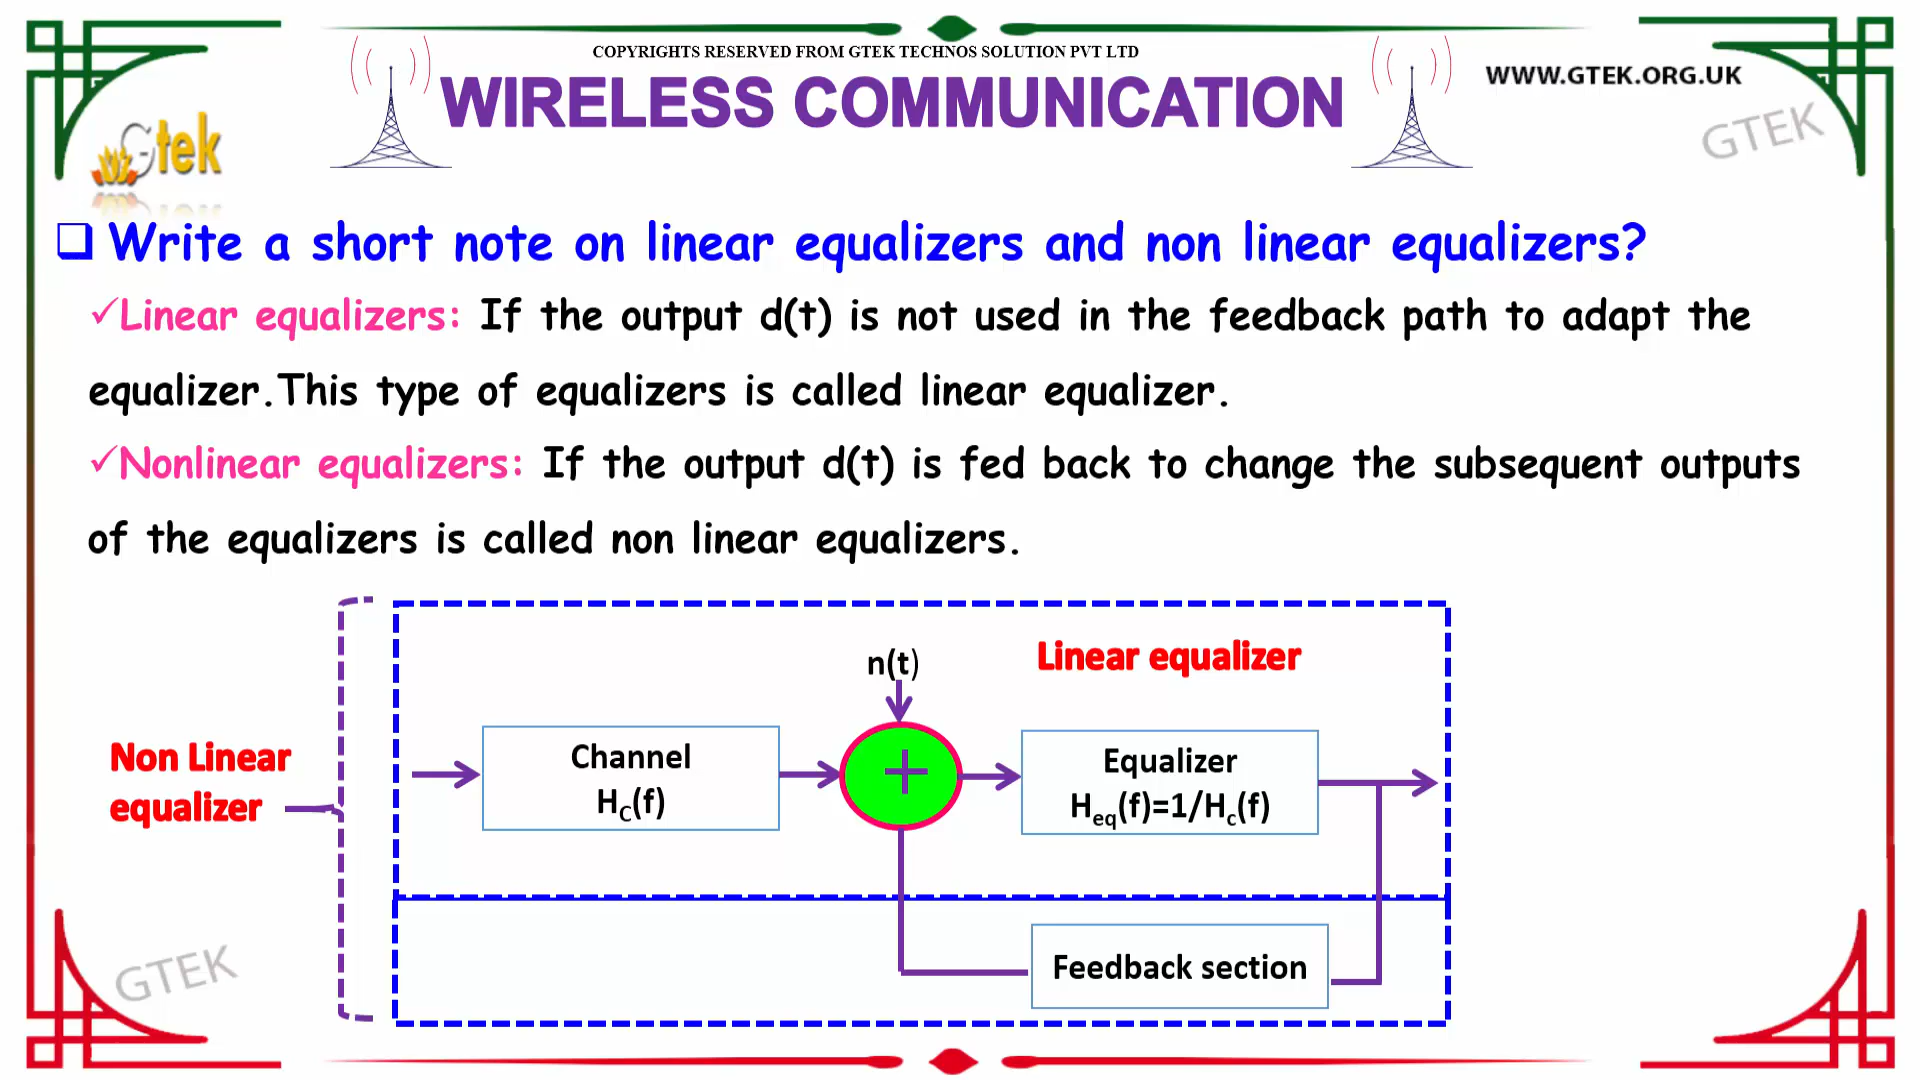 COPYRIGHTS RESERVED FROM GTEK TECHNOS SOLUTION PVT LTD
WIRELESS COMMUNICATION
WWW.GTEK.ORG.UK
GTEK
Gtek
Write a short note on linear equalizers and non linear equalizers?
Linear equalizers: If the output d(t) is not used in the feedback path to adapt the
equalizer.This type of equalizers is called linear equalizer.
Nonlinear equalizers: If the output d(t) is fed back to change the subsequent outputs
of the equalizers is called non linear equalizers.
n(t)
Linear equalizer
Non Linear
equalizer
Channel
HC(f)
+
Equalizer
Heq(f)=1/Hc(f)
Feedback section
GTEK